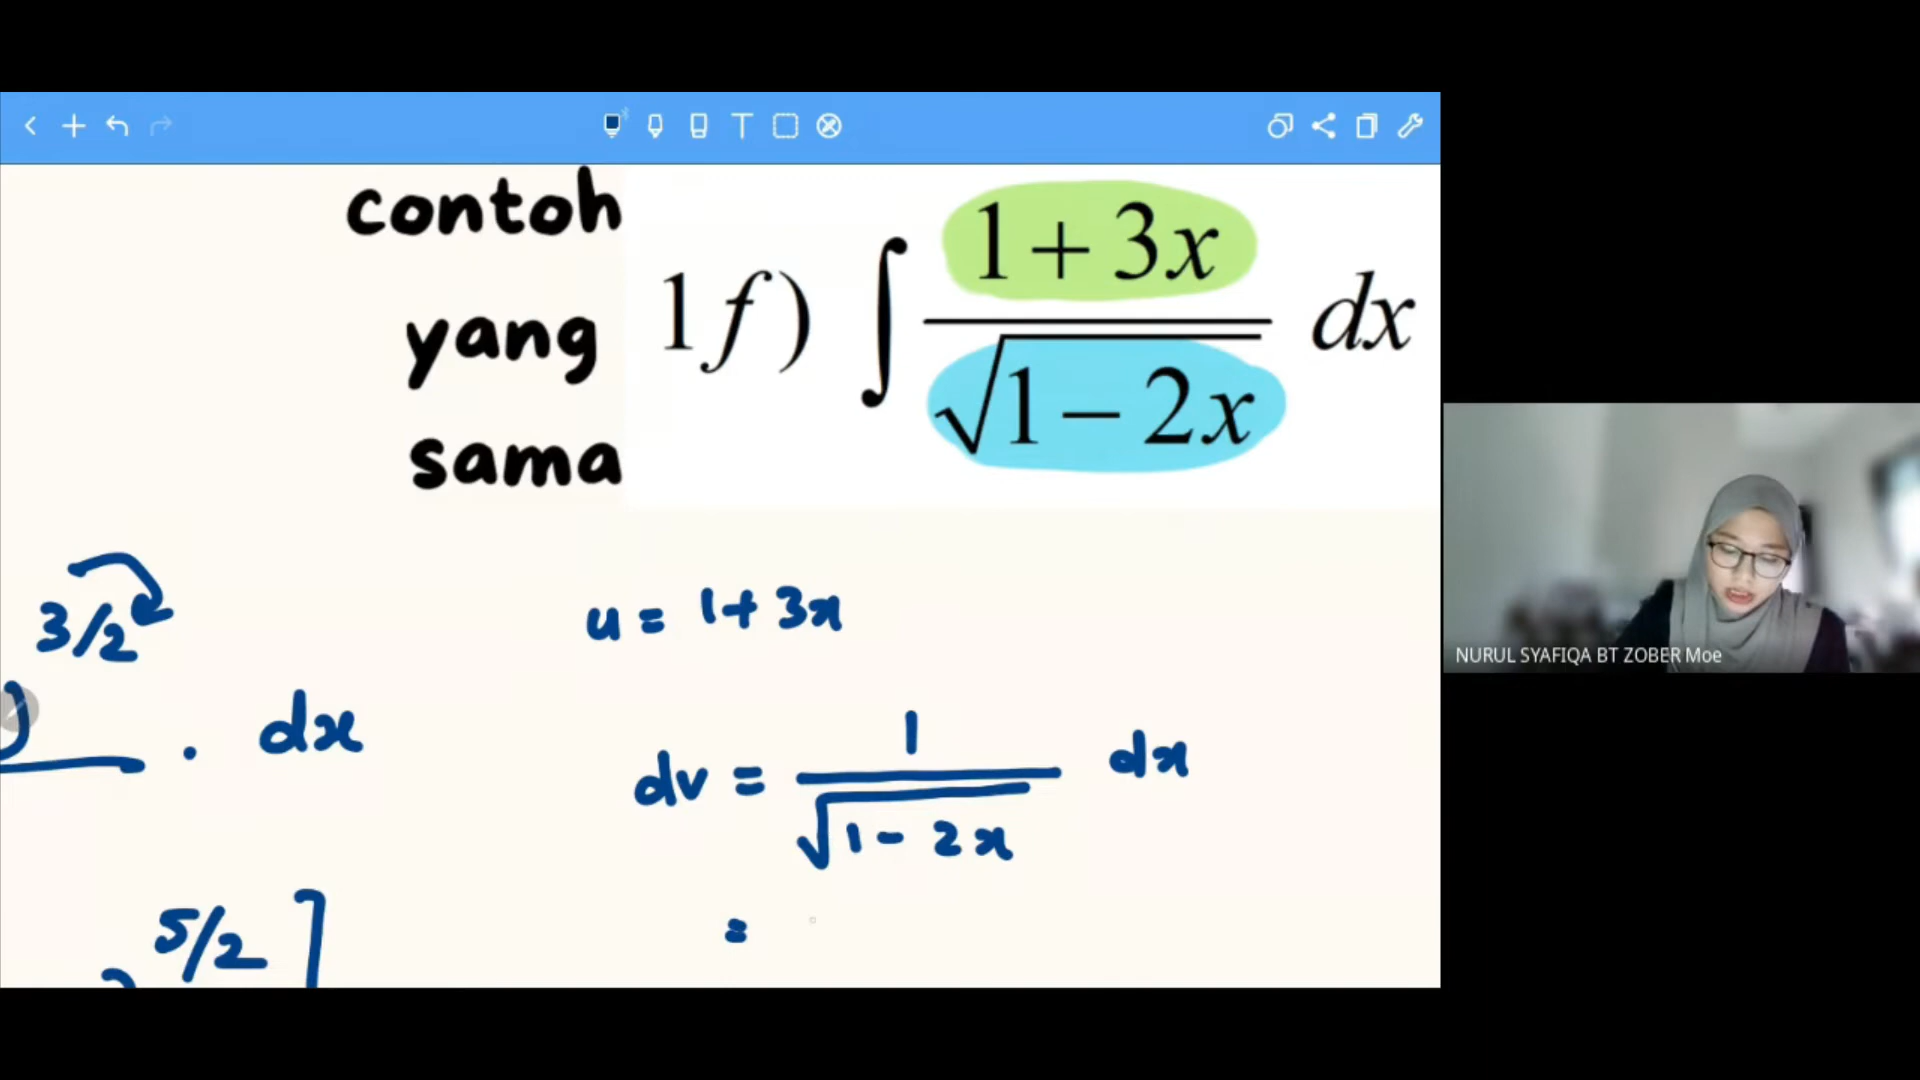 contoh
yang
sama
1f) ∫ (1 + 3x)/√(1 − 2x) dx
3/2
. dx
5/2 ]
u = 1 + 3x
dv = 1/√(1 - 2x) dx
=
NURUL SYAFIQA BT ZOBER Moe